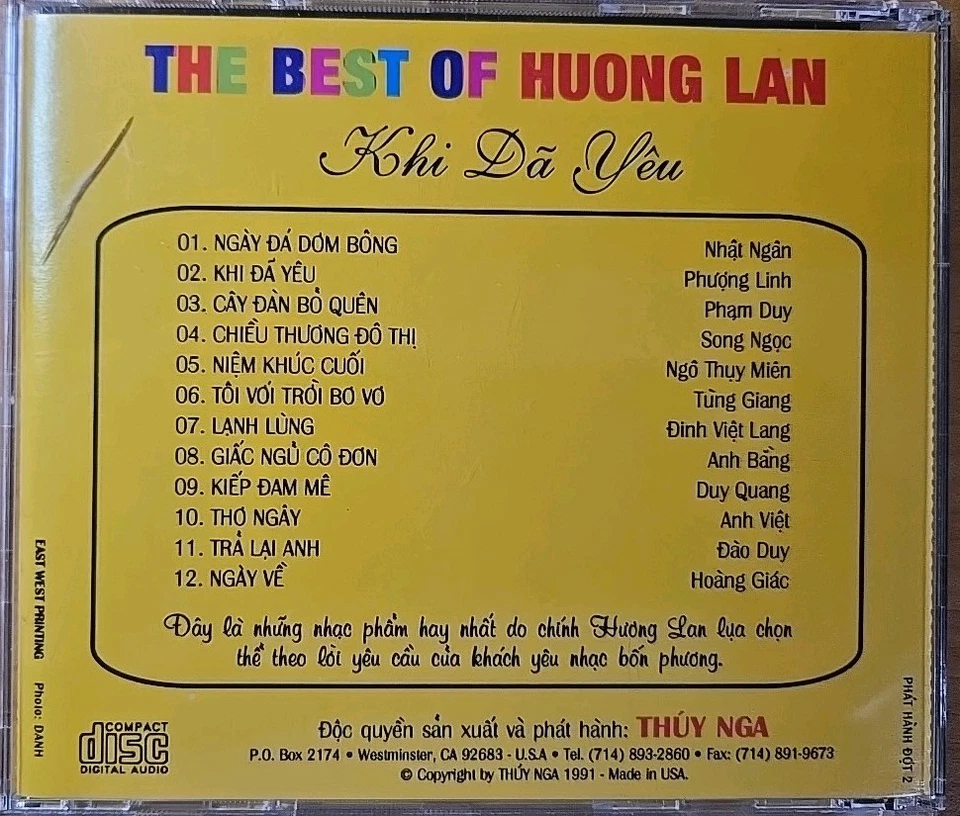 THE BEST OF HUONG LAN
Khi Dã Yêu
01. NGÀY ĐÁ DƠM BÔNG Nhật Ngân
02. KHI ĐÃ YÊU Phượng Linh
03. CÂY ĐÀN BỎ QUÊN Phạm Duy
04. CHIỀU THƯƠNG ĐÔ THỊ Song Ngọc
05. NIỆM KHÚC CUỐI Ngô Thụy Miên
06. TÔI VỚI TRỜI BƠ VƠ Từng Giang
07. LẠNH LÙNG Đinh Việt Lang
08. GIẤC NGỦ CÔ ĐƠN Anh Bằng
09. KIẾP ĐAM MÊ Duy Quang
10. THƠ NGÂY Anh Việt
11. TRẢ LẠI ANH Đào Duy
12. NGÀY VỀ Hoàng Giác
Đây là những nhạc phẩm hay nhất do chính Hương Lan lựa chọn
thể theo lời yêu cầu của khách yêu nhạc bốn phương.
COMPACT
disc
DIGITAL AUDIO
Độc quyền sản xuất và phát hành: THÚY NGA
P.O. Box 2174 • Westminster, CA 92683 - U.S.A • Tel. (714) 893-2860 • Fax: (714) 891-9673
© Copyright by THÚY NGA 1991 - Made in USA.
EAST WEST PRINTING Photo: DANH
PHÁT HÀNH ĐỢT 2